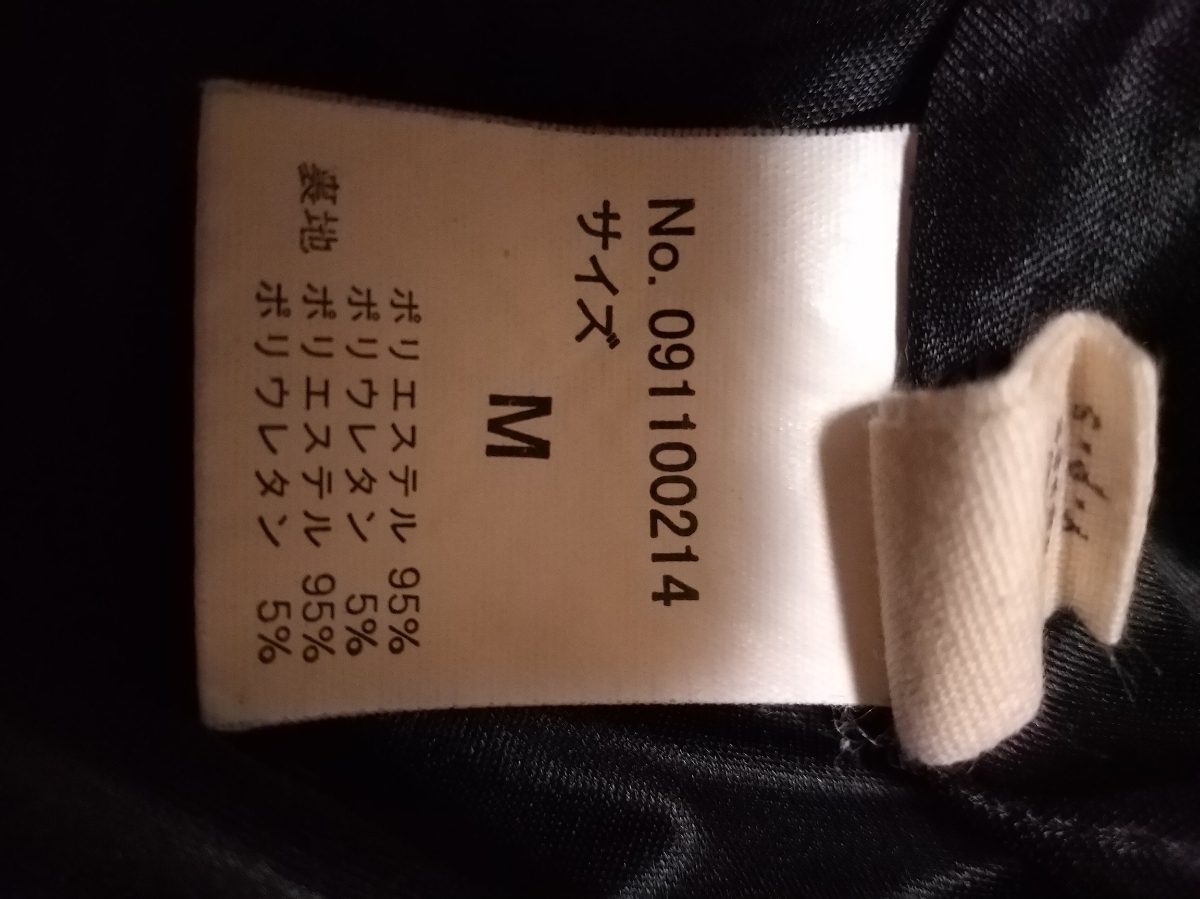 No. 091100214
サイズ
M
ポリエステル 95%
ポリウレタン 5%
裏地 ポリエステル 95%
ポリウレタン 5%